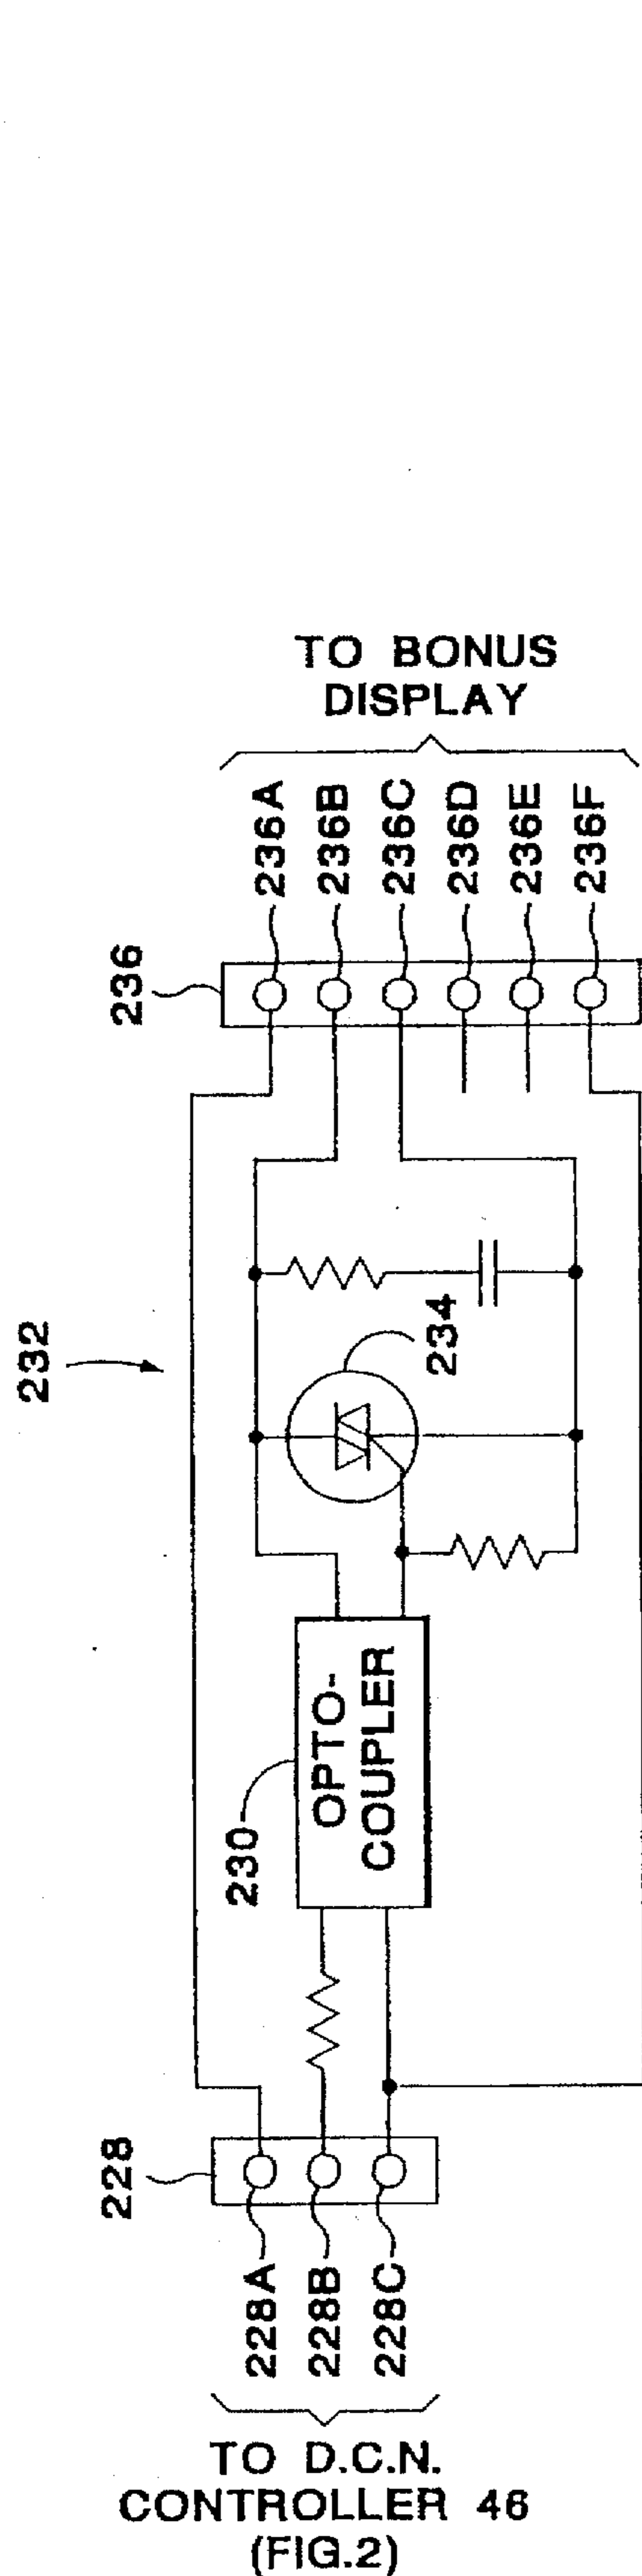 TO BONUS
DISPLAY
236A
236B
236C
236D
236E
236F
236
232
234
OPTO-
COUPLER
230
228
228A
228B
228C
TO D.C.N.
CONTROLLER 46
(FIG.2)